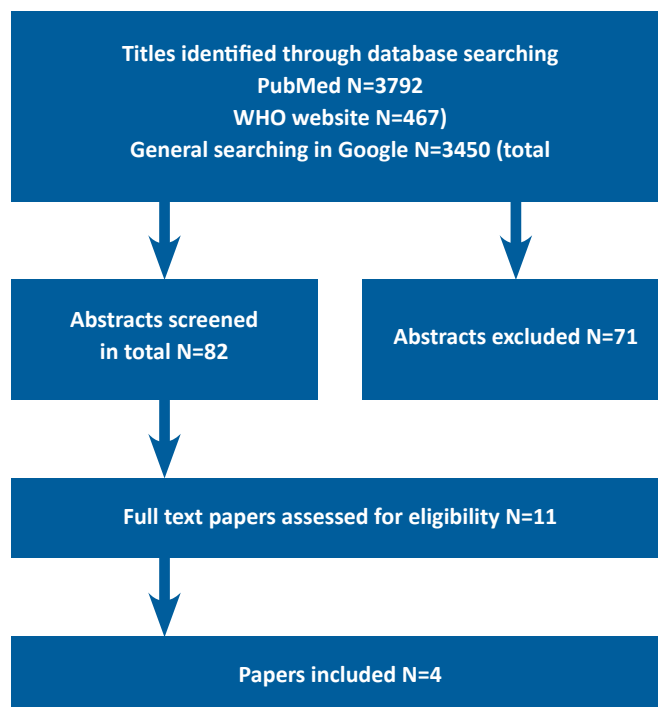 Titles identified through database searching
PubMed N=3792
WHO website N=467)
General searching in Google N=3450 (total
Abstracts screened
in total N=82
Abstracts excluded N=71
Full text papers assessed for eligibility N=11
Papers included N=4